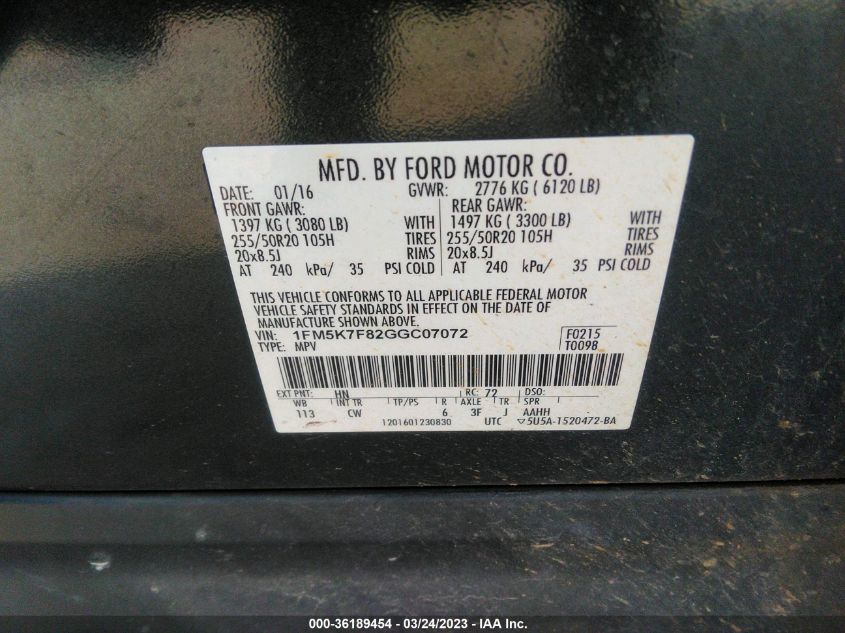 MFD. BY FORD MOTOR CO.
DATE: 01/16 GVWR: 2776 KG ( 6120 LB)
FRONT GAWR: REAR GAWR:
1397 KG ( 3080 LB) WITH 1497 KG ( 3300 LB) WITH
255/50R20 105H TIRES 255/50R20 105H TIRES
20x8.5J RIMS 20x8.5J RIMS
AT 240 kPa/ 35 PSI COLD AT 240 kPa/ 35 PSI COLD
THIS VEHICLE CONFORMS TO ALL APPLICABLE FEDERAL MOTOR
VEHICLE SAFETY STANDARDS IN EFFECT ON THE DATE OF
MANUFACTURE SHOWN ABOVE.
VIN: 1FM5K7F82GGC07072 F0215
TYPE: MPV T0098
EXT PNT: HN RC: 72 DSO:
WB INT TR TP/PS R AXLE TR SPR
113 CW 6 3F J AAHH
1201601230830 UTC ▽5U5A-1520472-BA
000-36189454 - 03/24/2023 - IAA Inc.